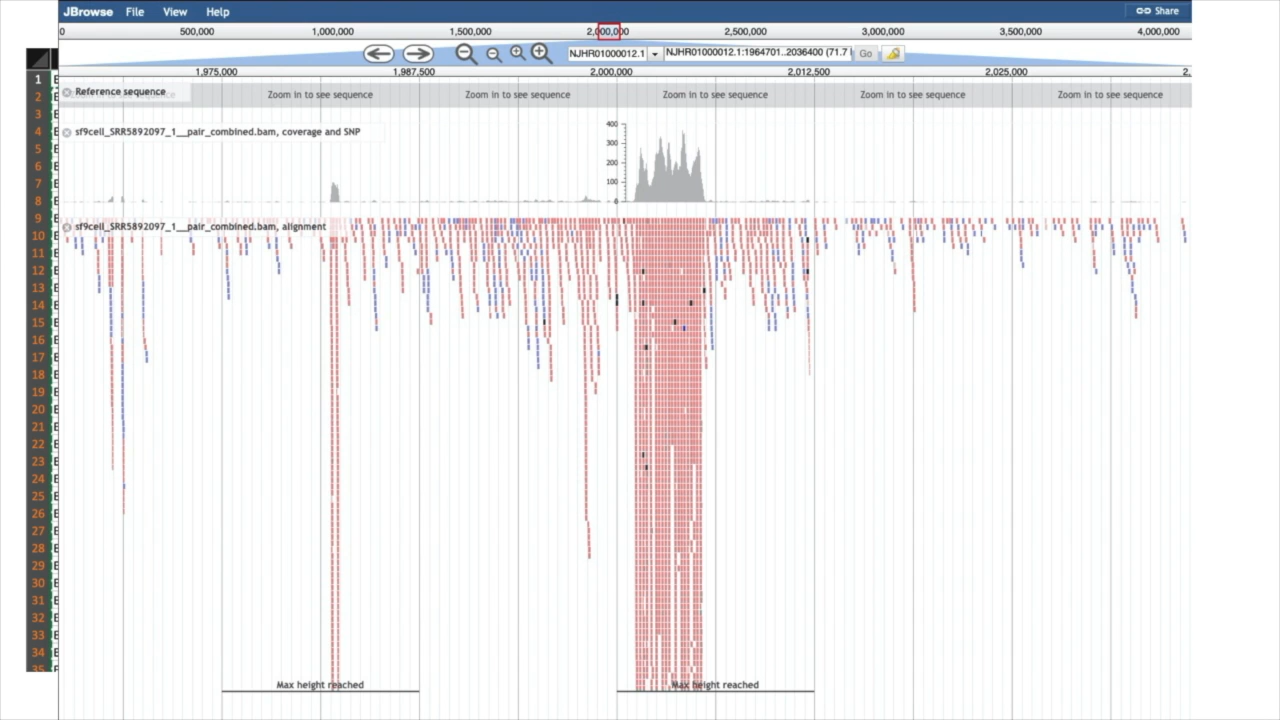 JBrowse File View Help Share
0 500,000 1,000,000 1,500,000 2,000,000 2,500,000 3,000,000 3,500,000 4,000,000
NJHR01000012.1 NJHR01000012.1:1964701..2036400 (71.7 Go
1,975,000 1,987,500 2,000,000 2,012,500 2,025,000 2,
1 E
Reference sequence Zoom in to see sequence Zoom in to see sequence Zoom in to see sequence Zoom in to see sequence Zoom in to see sequence
2 E
3 E
4 E sf9cell_SRR5892097_1__pair_combined.bam, coverage and SNP 400
5 E 300
6 E 200
7 E 100
8 E 0
9 E sf9cell_SRR5892097_1__pair_combined.bam, alignment
10 E
11 E
12 E
13 E
14 E
15 E
16 E
17 E
18 E
19 E
20 E
21 E
22 E
23 E
24 E
25 E
26 E
27 E
28 E
29 E
30 E
31 E
32 E
33 E
34 E
35 E
Max height reached Max height reached